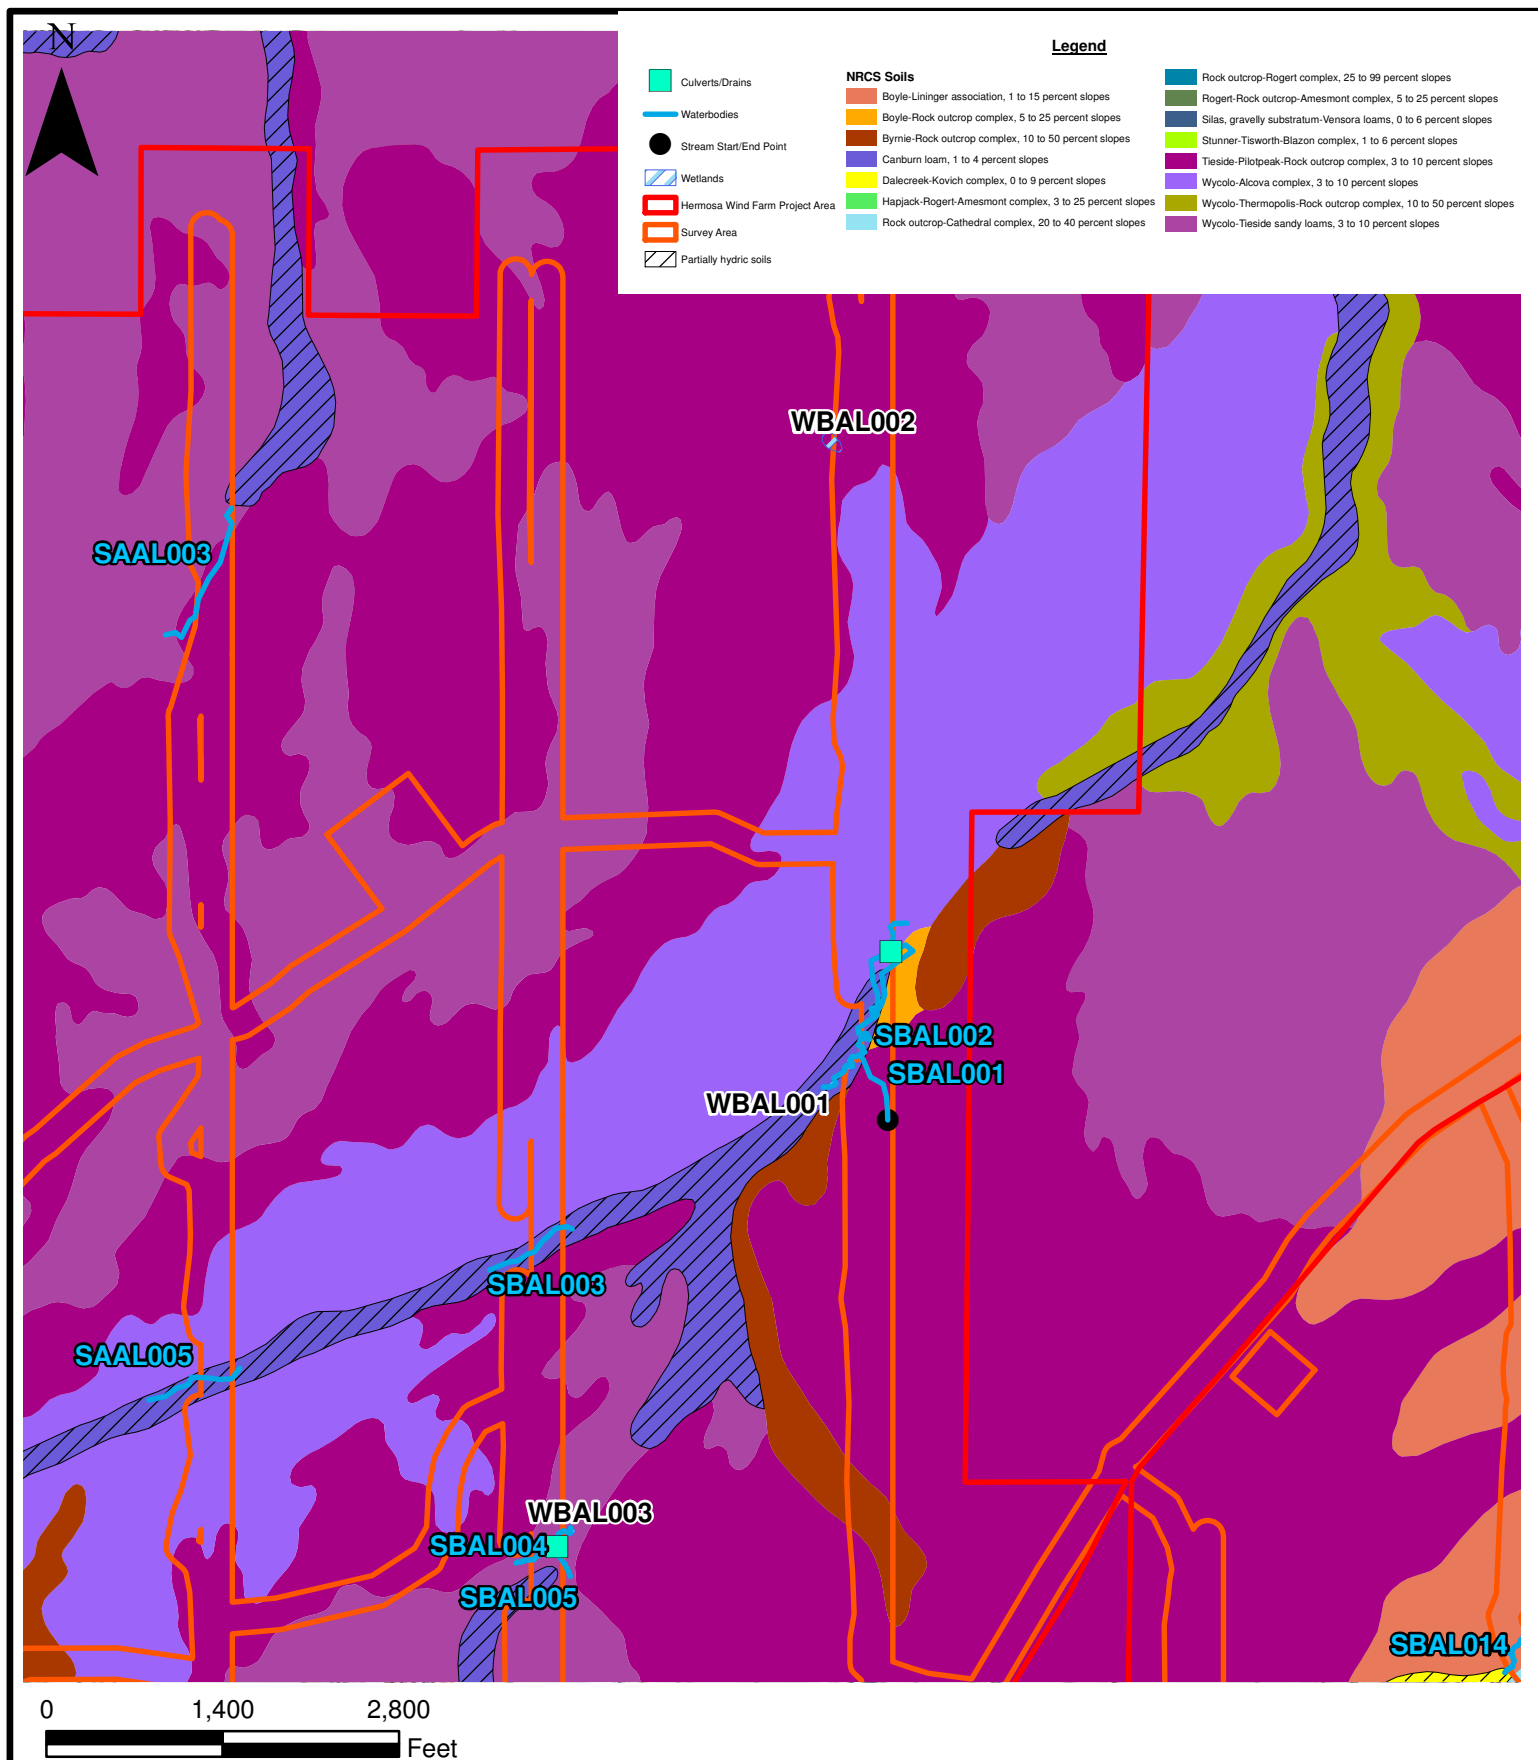 N
Legend
Culverts/Drains
Waterbodies
Stream Start/End Point
Wetlands
Hermosa Wind Farm Project Area
Survey Area
Partially hydric soils
NRCS Soils
Boyle-Lininger association, 1 to 15 percent slopes
Boyle-Rock outcrop complex, 5 to 25 percent slopes
Byrnie-Rock outcrop complex, 10 to 50 percent slopes
Canburn loam, 1 to 4 percent slopes
Dalecreek-Kovich complex, 0 to 9 percent slopes
Hapjack-Rogert-Amesmont complex, 3 to 25 percent slopes
Rock outcrop-Cathedral complex, 20 to 40 percent slopes
Rock outcrop-Rogert complex, 25 to 99 percent slopes
Rogert-Rock outcrop-Amesmont complex, 5 to 25 percent slopes
Silas, gravelly substratum-Vensora loams, 0 to 6 percent slopes
Stunner-Tisworth-Blazon complex, 1 to 6 percent slopes
Tieside-Pilotpeak-Rock outcrop complex, 3 to 10 percent slopes
Wycolo-Alcova complex, 3 to 10 percent slopes
Wycolo-Thermopolis-Rock outcrop complex, 10 to 50 percent slopes
Wycolo-Tieside sandy loams, 3 to 10 percent slopes
WBAL002
SAAL003
SBAL002
SBAL001
WBAL001
SBAL003
SAAL005
WBAL003
SBAL004
SBAL005
SBAL014
0 1,400 2,800
Feet